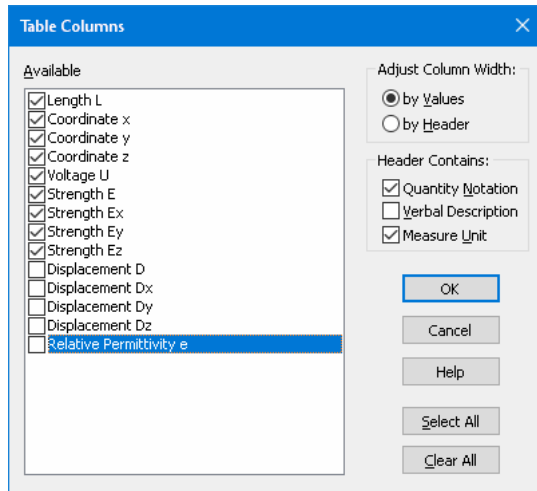 Table Columns
Available
Length L
Coordinate x
Coordinate y
Coordinate z
Voltage U
Strength E
Strength Ex
Strength Ey
Strength Ez
Displacement D
Displacement Dx
Displacement Dy
Displacement Dz
Relative Permittivity e
Adjust Column Width:
by Values
by Header
Header Contains:
Quantity Notation
Verbal Description
Measure Unit
OK
Cancel
Help
Select All
Clear All